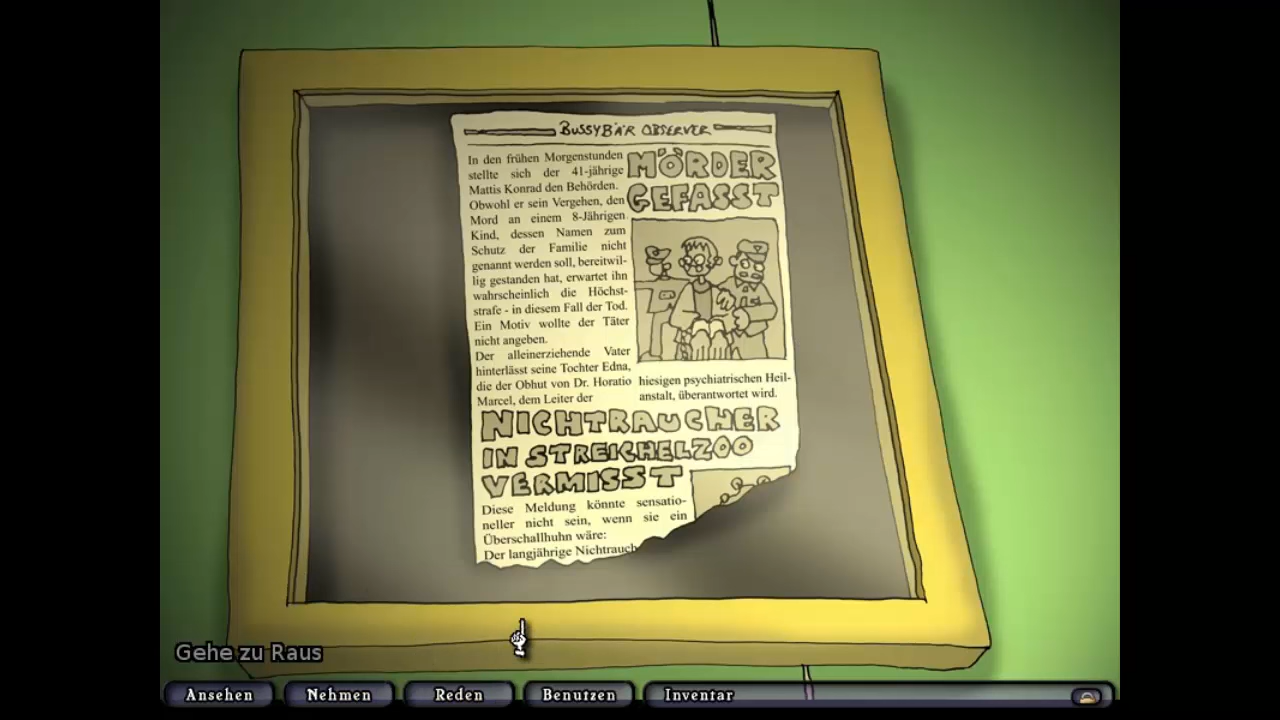 BUSSYBÄR OBSERVER
In den frühen Morgenstunden
stellte sich der 41-jährige
Mattis Konrad den Behörden.
Obwohl er sein Vergehen, den
Mord an einem 8-Jährigen
Kind, dessen Namen zum
Schutz der Familie nicht
genannt werden soll, bereitwil-
lig gestanden hat, erwartet ihn
wahrscheinlich die Höchst-
strafe - in diesem Fall der Tod.
Ein Motiv wollte der Täter
nicht angeben.
Der alleinerziehende Vater
hinterlässt seine Tochter Edna,
die der Obhut von Dr. Horatio
Marcel, dem Leiter der
MÖRDER
GEFASST
hiesigen psychiatrischen Heil-
anstalt, überantwortet wird.
NICHTRAUCHER
IN STREICHELZOO
VERMISST
Diese Meldung könnte sensatio-
neller nicht sein, wenn sie ein
Überschallhuhn wäre:
Der langjährige Nichtrauch
Gehe zu Raus
Ansehen
Nehmen
Reden
Benutzen
Inventar